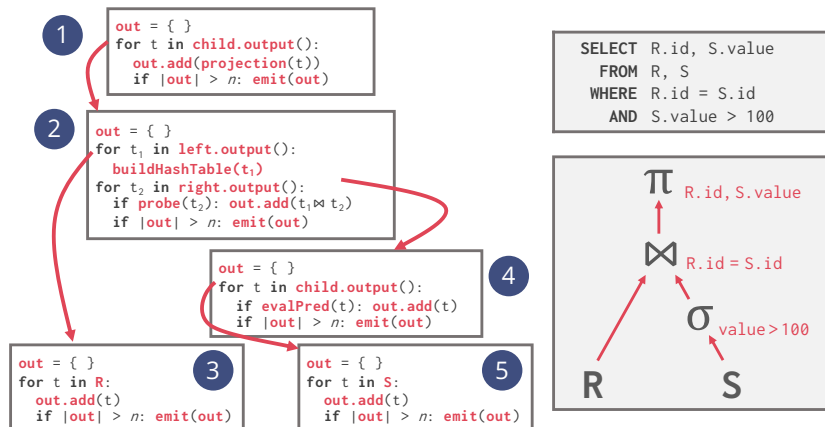 1
out = { }
for t in child.output():
out.add(projection(t))
if |out| > n: emit(out)
2
out = { }
for t₁ in left.output():
buildHashTable(t₁)
for t₂ in right.output():
if probe(t₂): out.add(t₁⨝t₂)
if |out| > n: emit(out)
4
out = { }
for t in child.output():
if evalPred(t): out.add(t)
if |out| > n: emit(out)
3
out = { }
for t in R:
out.add(t)
if |out| > n: emit(out)
5
out = { }
for t in S:
out.add(t)
if |out| > n: emit(out)
SELECT R.id, S.value
FROM R, S
WHERE R.id = S.id
AND S.value > 100
π R.id, S.value
⨝ R.id = S.id
σ value>100
R S